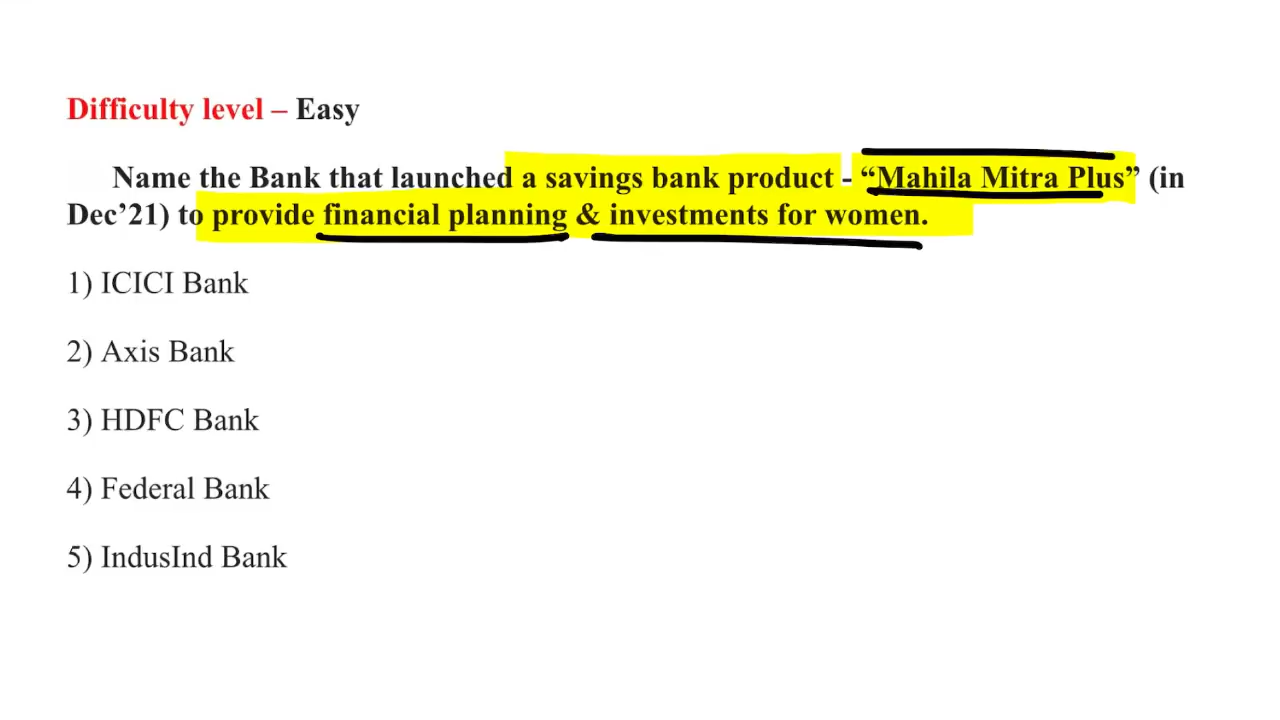 Difficulty level – Easy
Name the Bank that launched a savings bank product - “Mahila Mitra Plus” (in
Dec’21) to provide financial planning & investments for women.
1) ICICI Bank
2) Axis Bank
3) HDFC Bank
4) Federal Bank
5) IndusInd Bank